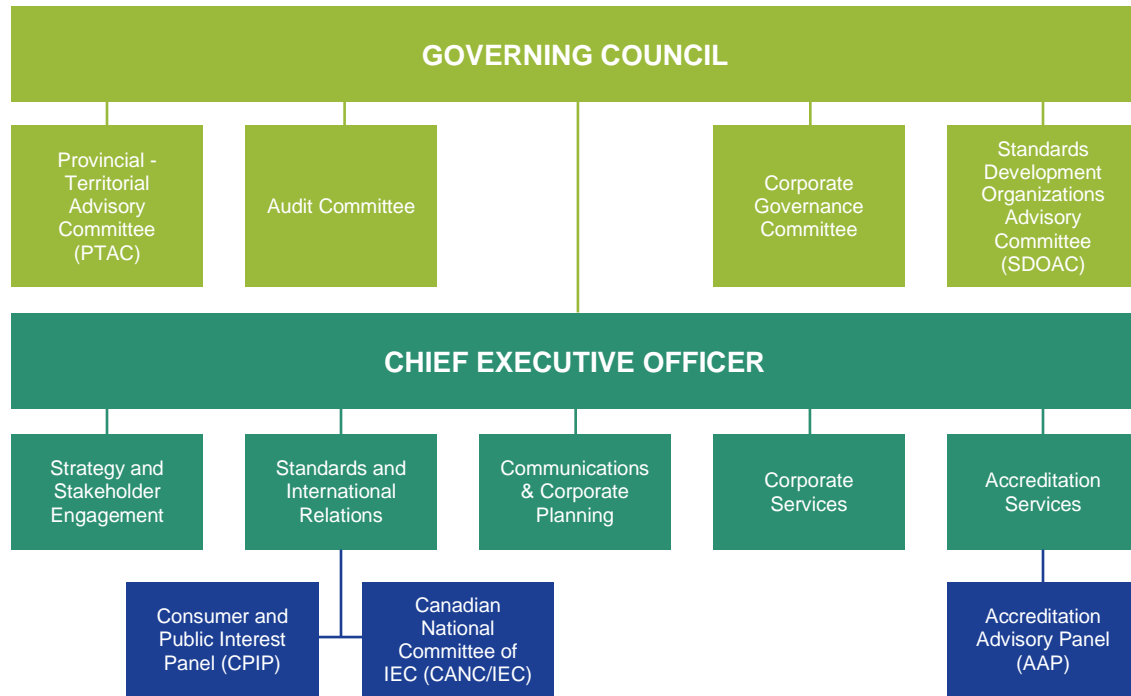 GOVERNING COUNCIL
Provincial -
Territorial
Advisory
Committee
(PTAC)
Audit Committee
Corporate
Governance
Committee
Standards
Development
Organizations
Advisory
Committee
(SDOAC)
CHIEF EXECUTIVE OFFICER
Strategy and
Stakeholder
Engagement
Standards and
International
Relations
Communications
& Corporate
Planning
Corporate
Services
Accreditation
Services
Consumer and
Public Interest
Panel (CPIP)
Canadian
National
Committee of
IEC (CANC/IEC)
Accreditation
Advisory Panel
(AAP)